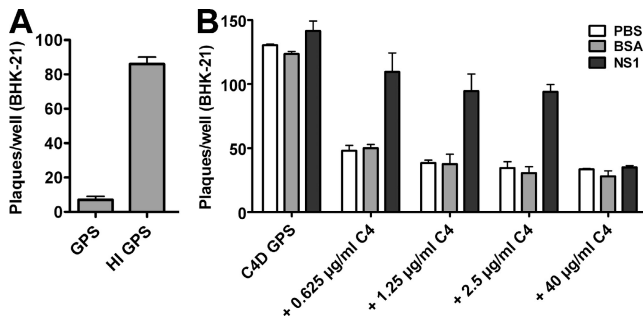 A
Plaques/well (BHK-21)
100
80
60
40
20
0
GPS
HI GPS
B
Plaques/well (BHK-21)
150
100
50
0
C4D GPS
+ 0.625 µg/ml C4
+ 1.25 µg/ml C4
+ 2.5 µg/ml C4
+ 40 µg/ml C4
PBS
BSA
NS1